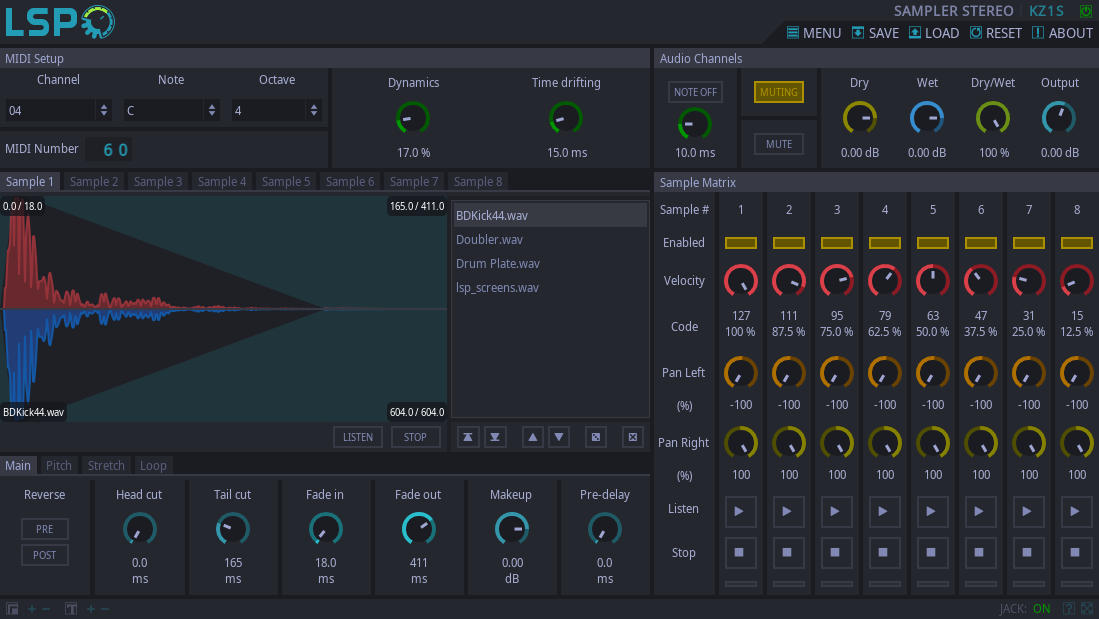 LSP
SAMPLER STEREO KZ1S
MENU SAVE LOAD RESET ABOUT
MIDI Setup
Channel Note Octave
04 C 4
MIDI Number 60
Dynamics Time drifting
17.0 % 15.0 ms
Audio Channels
NOTE OFF MUTING
10.0 ms MUTE
Dry Wet Dry/Wet Output
0.00 dB 0.00 dB 100 % 0.00 dB
Sample 1 Sample 2 Sample 3 Sample 4 Sample 5 Sample 6 Sample 7 Sample 8
0.0 / 18.0 165.0 / 411.0
BDKick44.wav 604.0 / 604.0
BDKick44.wav
Doubler.wav
Drum Plate.wav
lsp_screens.wav
LISTEN STOP
Main Pitch Stretch Loop
Reverse Head cut Tail cut Fade in Fade out Makeup Pre-delay
PRE
POST
0.0 165 18.0 411 0.00 0.0
ms ms ms ms dB ms
Sample Matrix
Sample # 1 2 3 4 5 6 7 8
Enabled
Velocity
127 111 95 79 63 47 31 15
Code
100 % 87.5 % 75.0 % 62.5 % 50.0 % 37.5 % 25.0 % 12.5 %
Pan Left
(%) -100 -100 -100 -100 -100 -100 -100 -100
Pan Right
(%) 100 100 100 100 100 100 100 100
Listen
Stop
T
JACK: ON ?